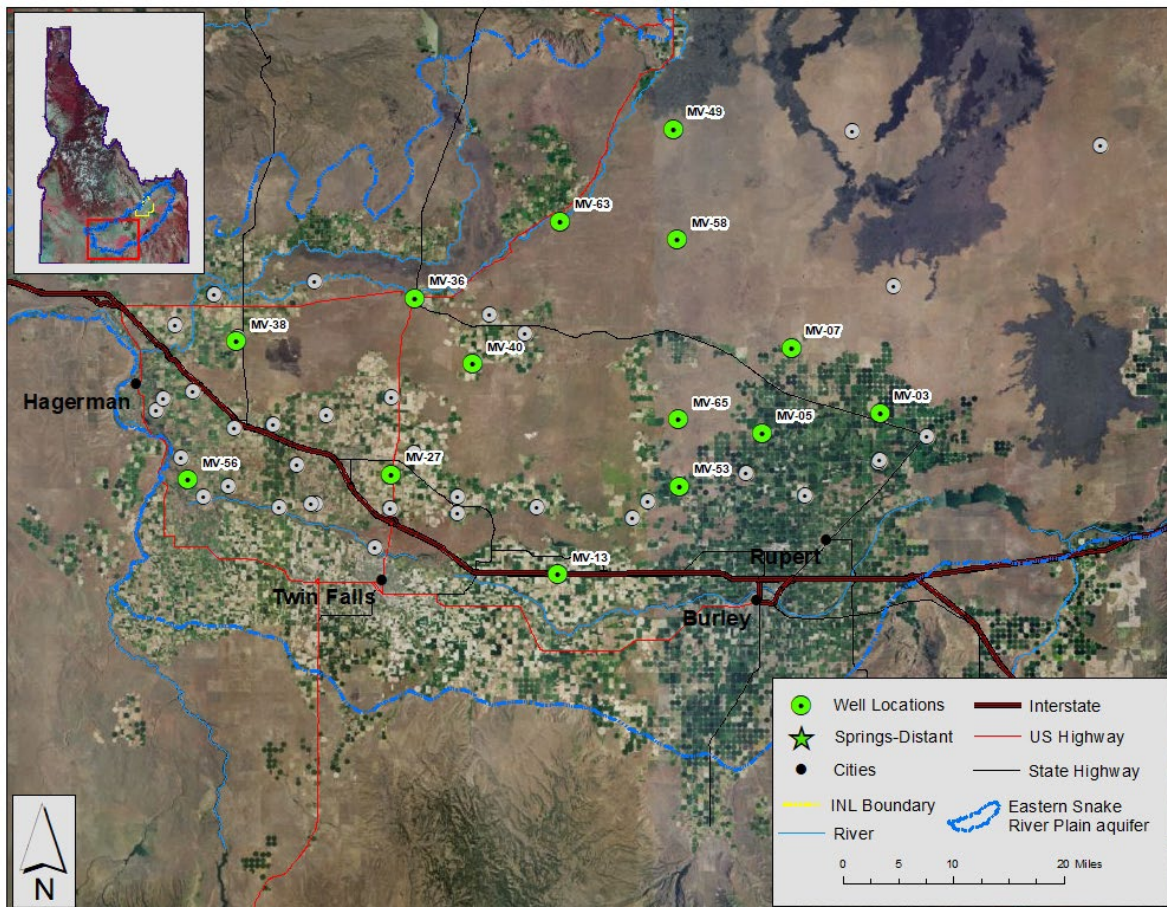 MV-49
MV-63
MV-58
MV-36
MV-38
MV-07
MV-40
Hagerman
MV-03
MV-65
MV-05
MV-56
MV-27
MV-53
Rupert
MV-13
Twin Falls
Burley
Well Locations
Interstate
Springs-Distant
US Highway
Cities
State Highway
INL Boundary
Eastern Snake
River Plain aquifer
River
0 5 10 20 Miles
N